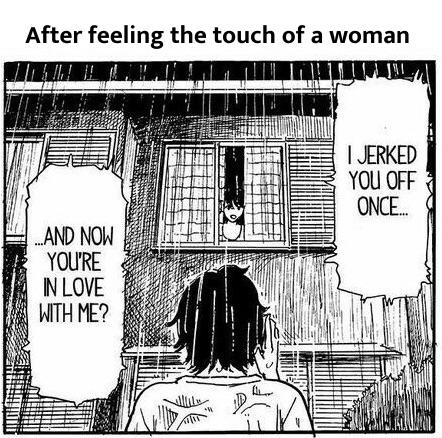 After feeling the touch of a woman
I JERKED
YOU OFF
ONCE...
...AND NOW
YOU'RE
IN LOVE
WITH ME?